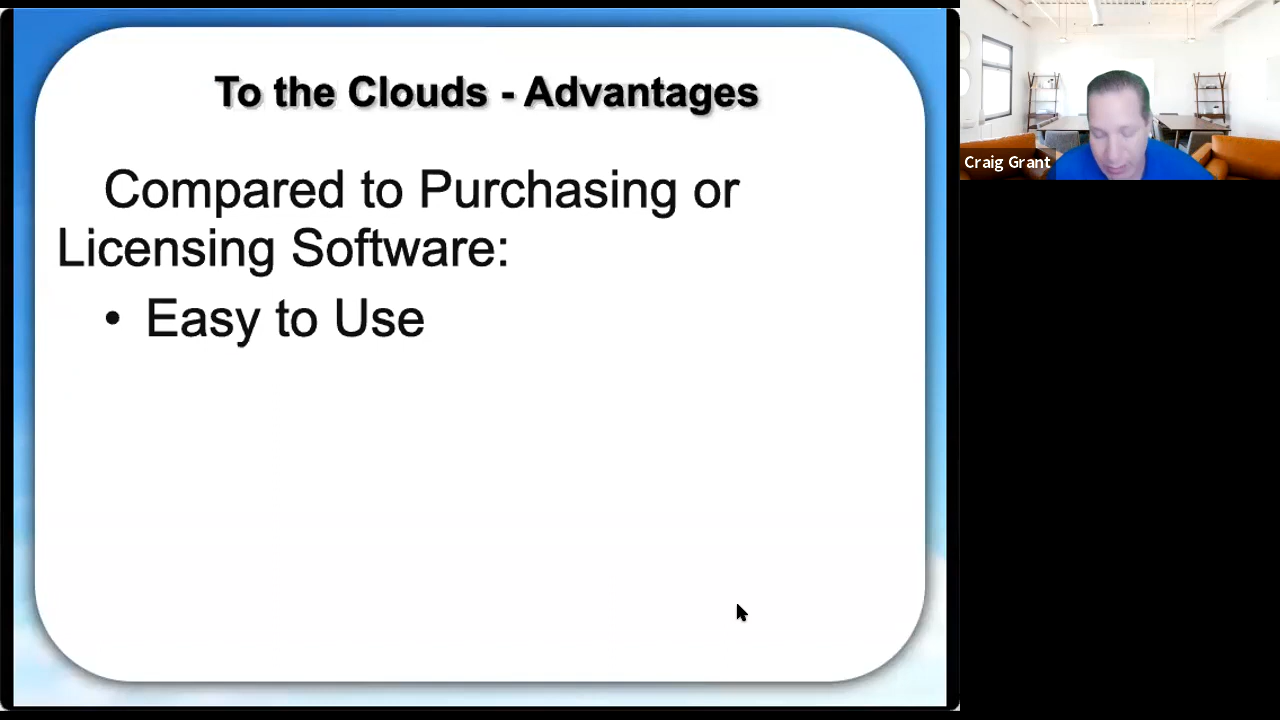 To the Clouds - Advantages
Compared to Purchasing or
Licensing Software:
• Easy to Use
Craig Grant